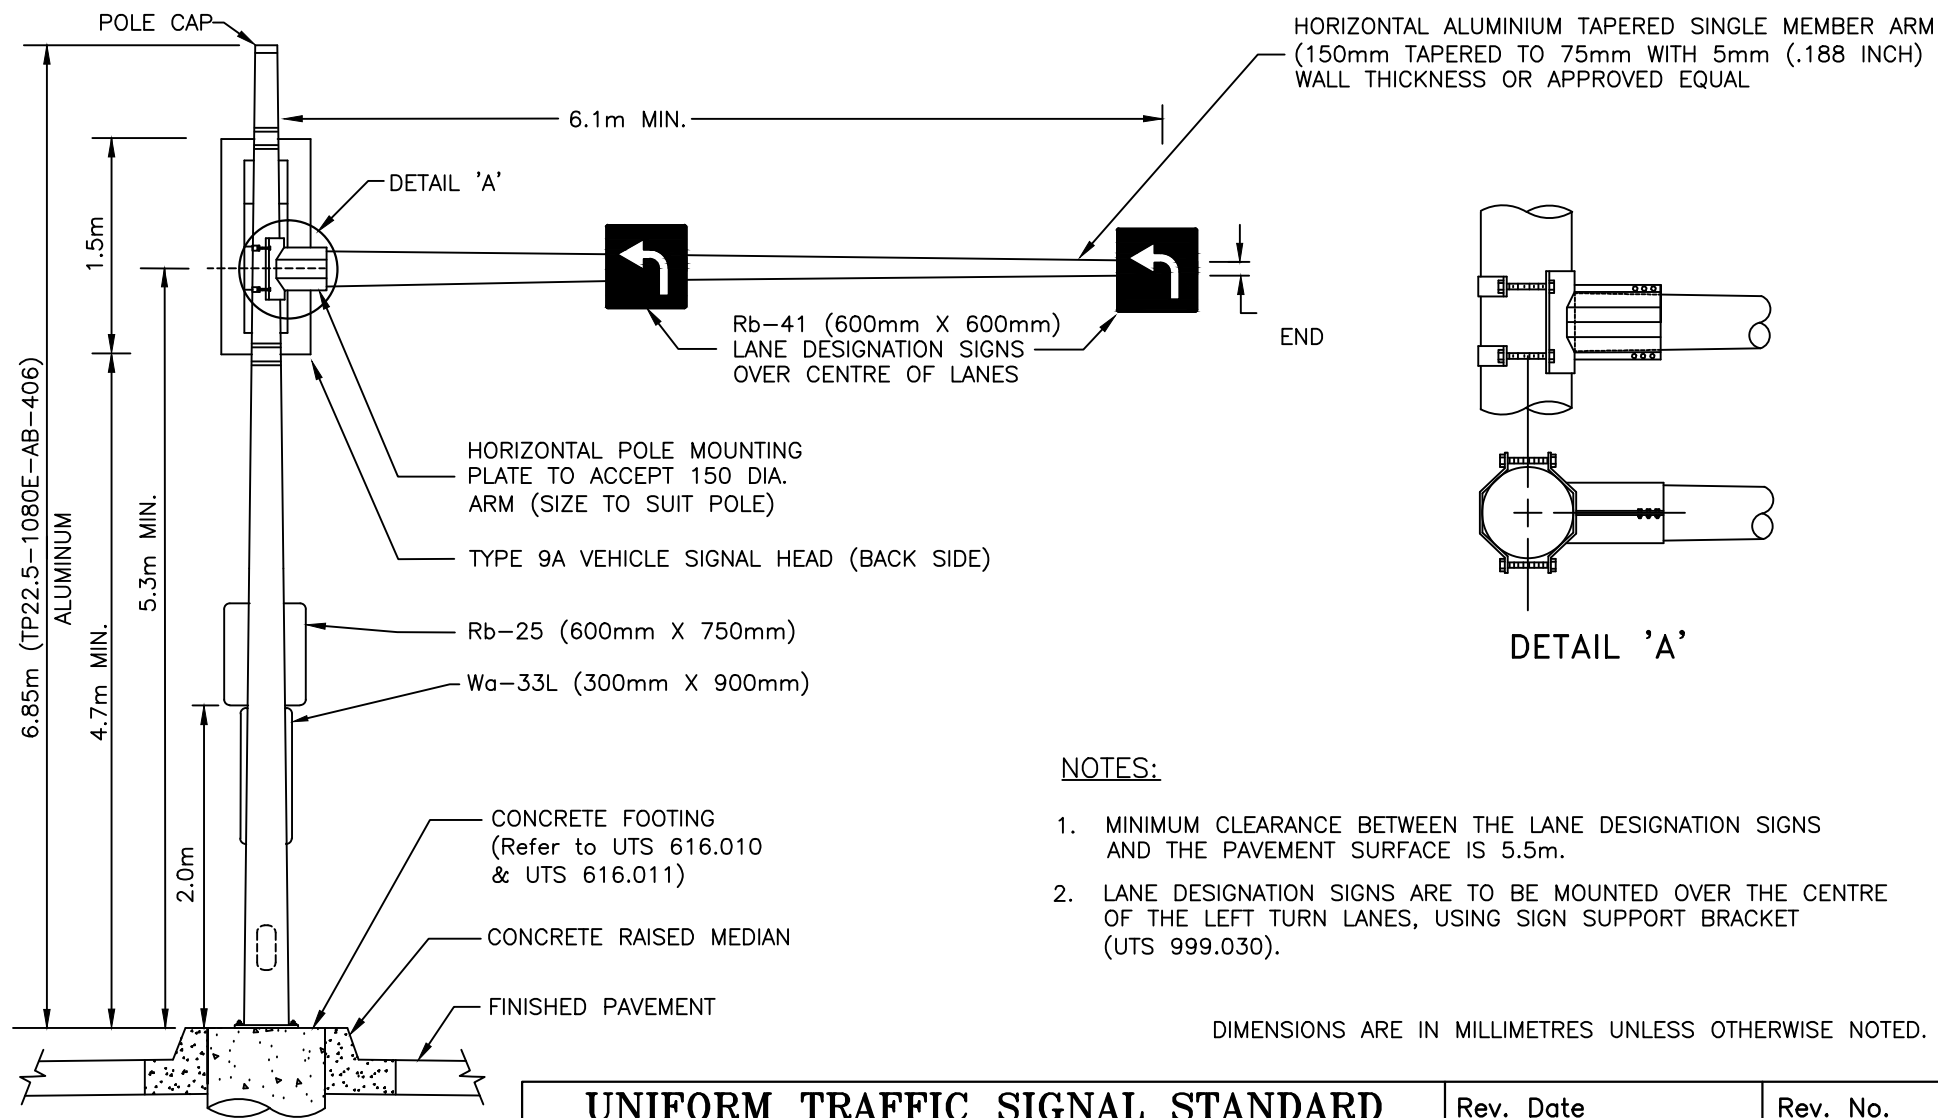 POLE CAP
HORIZONTAL ALUMINIUM TAPERED SINGLE MEMBER ARM
(150mm TAPERED TO 75mm WITH 5mm (.188 INCH)
WALL THICKNESS OR APPROVED EQUAL
6.1m MIN.
DETAIL 'A'
1.5m
Rb-41 (600mm X 600mm)
LANE DESIGNATION SIGNS
OVER CENTRE OF LANES
END
HORIZONTAL POLE MOUNTING
PLATE TO ACCEPT 150 DIA.
ARM (SIZE TO SUIT POLE)
TYPE 9A VEHICLE SIGNAL HEAD (BACK SIDE)
6.85m (TP22.5-1080E-AB-406)
ALUMINUM
5.3m MIN.
4.7m MIN.
Rb-25 (600mm X 750mm)
Wa-33L (300mm X 900mm)
2.0m
DETAIL 'A'
CONCRETE FOOTING
(Refer to UTS 616.010
& UTS 616.011)
CONCRETE RAISED MEDIAN
FINISHED PAVEMENT
NOTES:
1. MINIMUM CLEARANCE BETWEEN THE LANE DESIGNATION SIGNS
AND THE PAVEMENT SURFACE IS 5.5m.
2. LANE DESIGNATION SIGNS ARE TO BE MOUNTED OVER THE CENTRE
OF THE LEFT TURN LANES, USING SIGN SUPPORT BRACKET
(UTS 999.030).
DIMENSIONS ARE IN MILLIMETRES UNLESS OTHERWISE NOTED.
UNIFORM TRAFFIC SIGNAL STANDARD
Rev. Date
Rev. No.